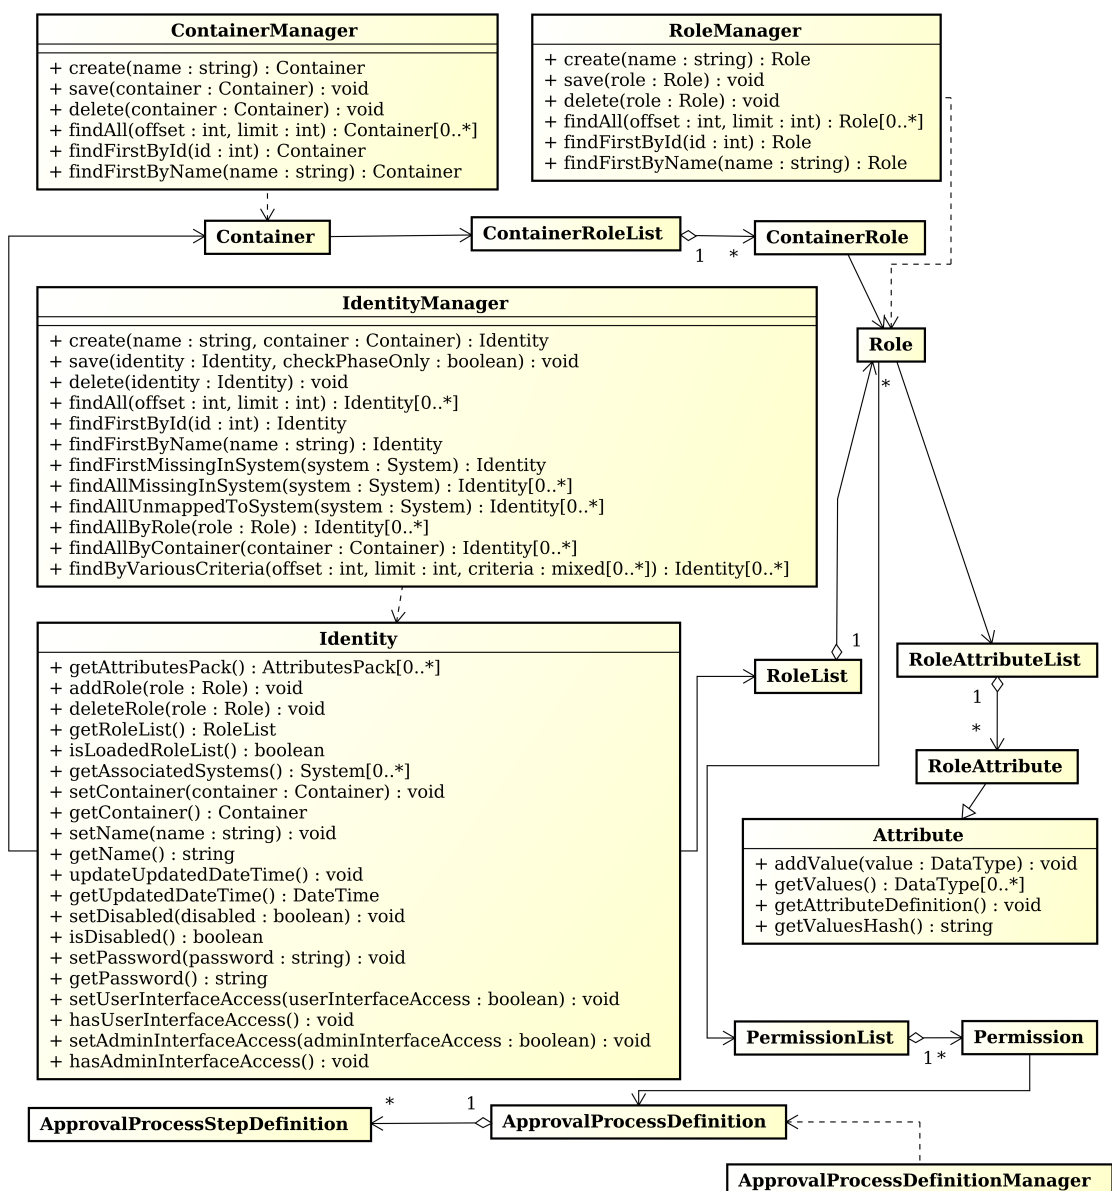 ContainerManager
+ create(name : string) : Container
+ save(container : Container) : void
+ delete(container : Container) : void
+ findAll(offset : int, limit : int) : Container[0..*]
+ findFirstById(id : int) : Container
+ findFirstByName(name : string) : Container
RoleManager
+ create(name : string) : Role
+ save(role : Role) : void
+ delete(role : Role) : void
+ findAll(offset : int, limit : int) : Role[0..*]
+ findFirstById(id : int) : Role
+ findFirstByName(name : string) : Role
Container
ContainerRoleList
1 *
ContainerRole
IdentityManager
+ create(name : string, container : Container) : Identity
+ save(identity : Identity, checkPhaseOnly : boolean) : void
+ delete(identity : Identity) : void
+ findAll(offset : int, limit : int) : Identity[0..*]
+ findFirstById(id : int) : Identity
+ findFirstByName(name : string) : Identity
+ findFirstMissingInSystem(system : System) : Identity
+ findAllMissingInSystem(system : System) : Identity[0..*]
+ findAllUnmappedToSystem(system : System) : Identity[0..*]
+ findAllByRole(role : Role) : Identity[0..*]
+ findAllByContainer(container : Container) : Identity[0..*]
+ findByVariousCriteria(offset : int, limit : int, criteria : mixed[0..*]) : Identity[0..*]
Role
*
Identity
+ getAttributesPack() : AttributesPack[0..*]
+ addRole(role : Role) : void
+ deleteRole(role : Role) : void
+ getRoleList() : RoleList
+ isLoadedRoleList() : boolean
+ getAssociatedSystems() : System[0..*]
+ setContainer(container : Container) : void
+ getContainer() : Container
+ setName(name : string) : void
+ getName() : string
+ updateUpdatedDateTime() : void
+ getUpdatedDateTime() : DateTime
+ setDisabled(disabled : boolean) : void
+ isDisabled() : boolean
+ setPassword(password : string) : void
+ getPassword() : string
+ setUserInterfaceAccess(userInterfaceAccess : boolean) : void
+ hasUserInterfaceAccess() : void
+ setAdminInterfaceAccess(adminInterfaceAccess : boolean) : void
+ hasAdminInterfaceAccess() : void
1
RoleList
RoleAttributeList
1
*
RoleAttribute
Attribute
+ addValue(value : DataType) : void
+ getValues() : DataType[0..*]
+ getAttributeDefinition() : void
+ getValuesHash() : string
PermissionList
1 *
Permission
ApprovalProcessStepDefinition
* 1
ApprovalProcessDefinition
ApprovalProcessDefinitionManager